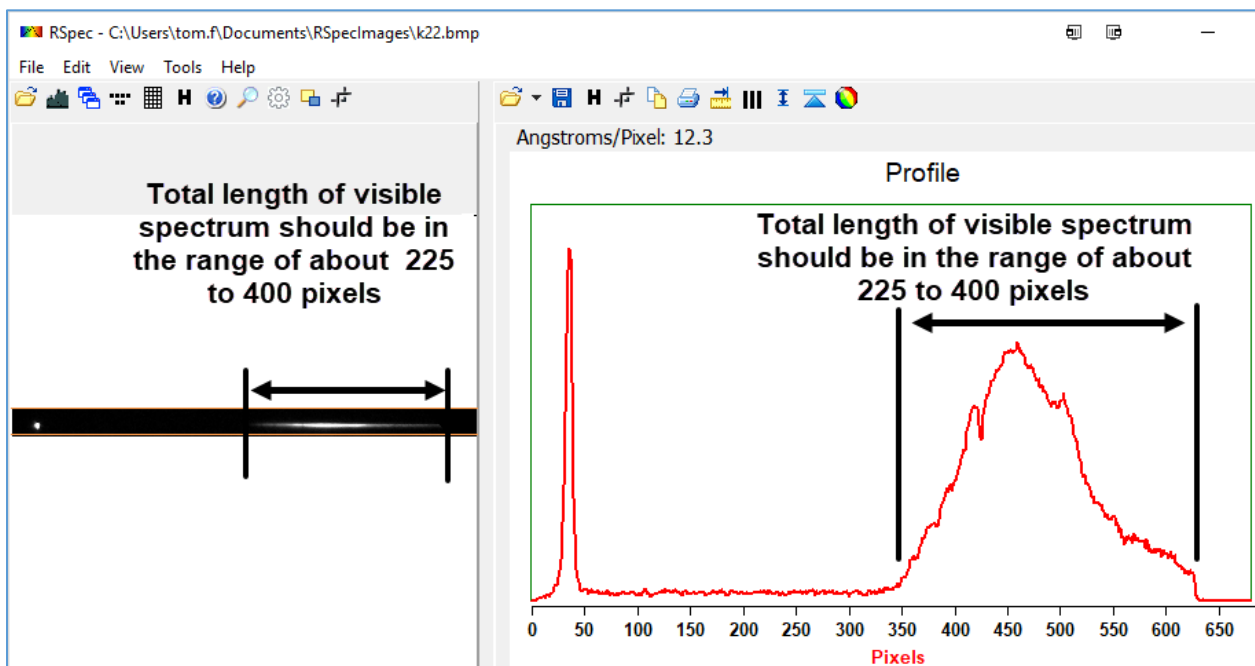 RSpec - C:\Users\tom.f\Documents\RSpecImages\k22.bmp
File Edit View Tools Help
H
H
Total length of visible
spectrum should be in
the range of about 225
to 400 pixels
Angstroms/Pixel: 12.3
Profile
Total length of visible spectrum
should be in the range of about
225 to 400 pixels
0 50 100 150 200 250 300 350 400 450 500 550 600 650
Pixels